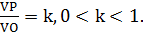 VP/VO = k, 0 < k < 1.